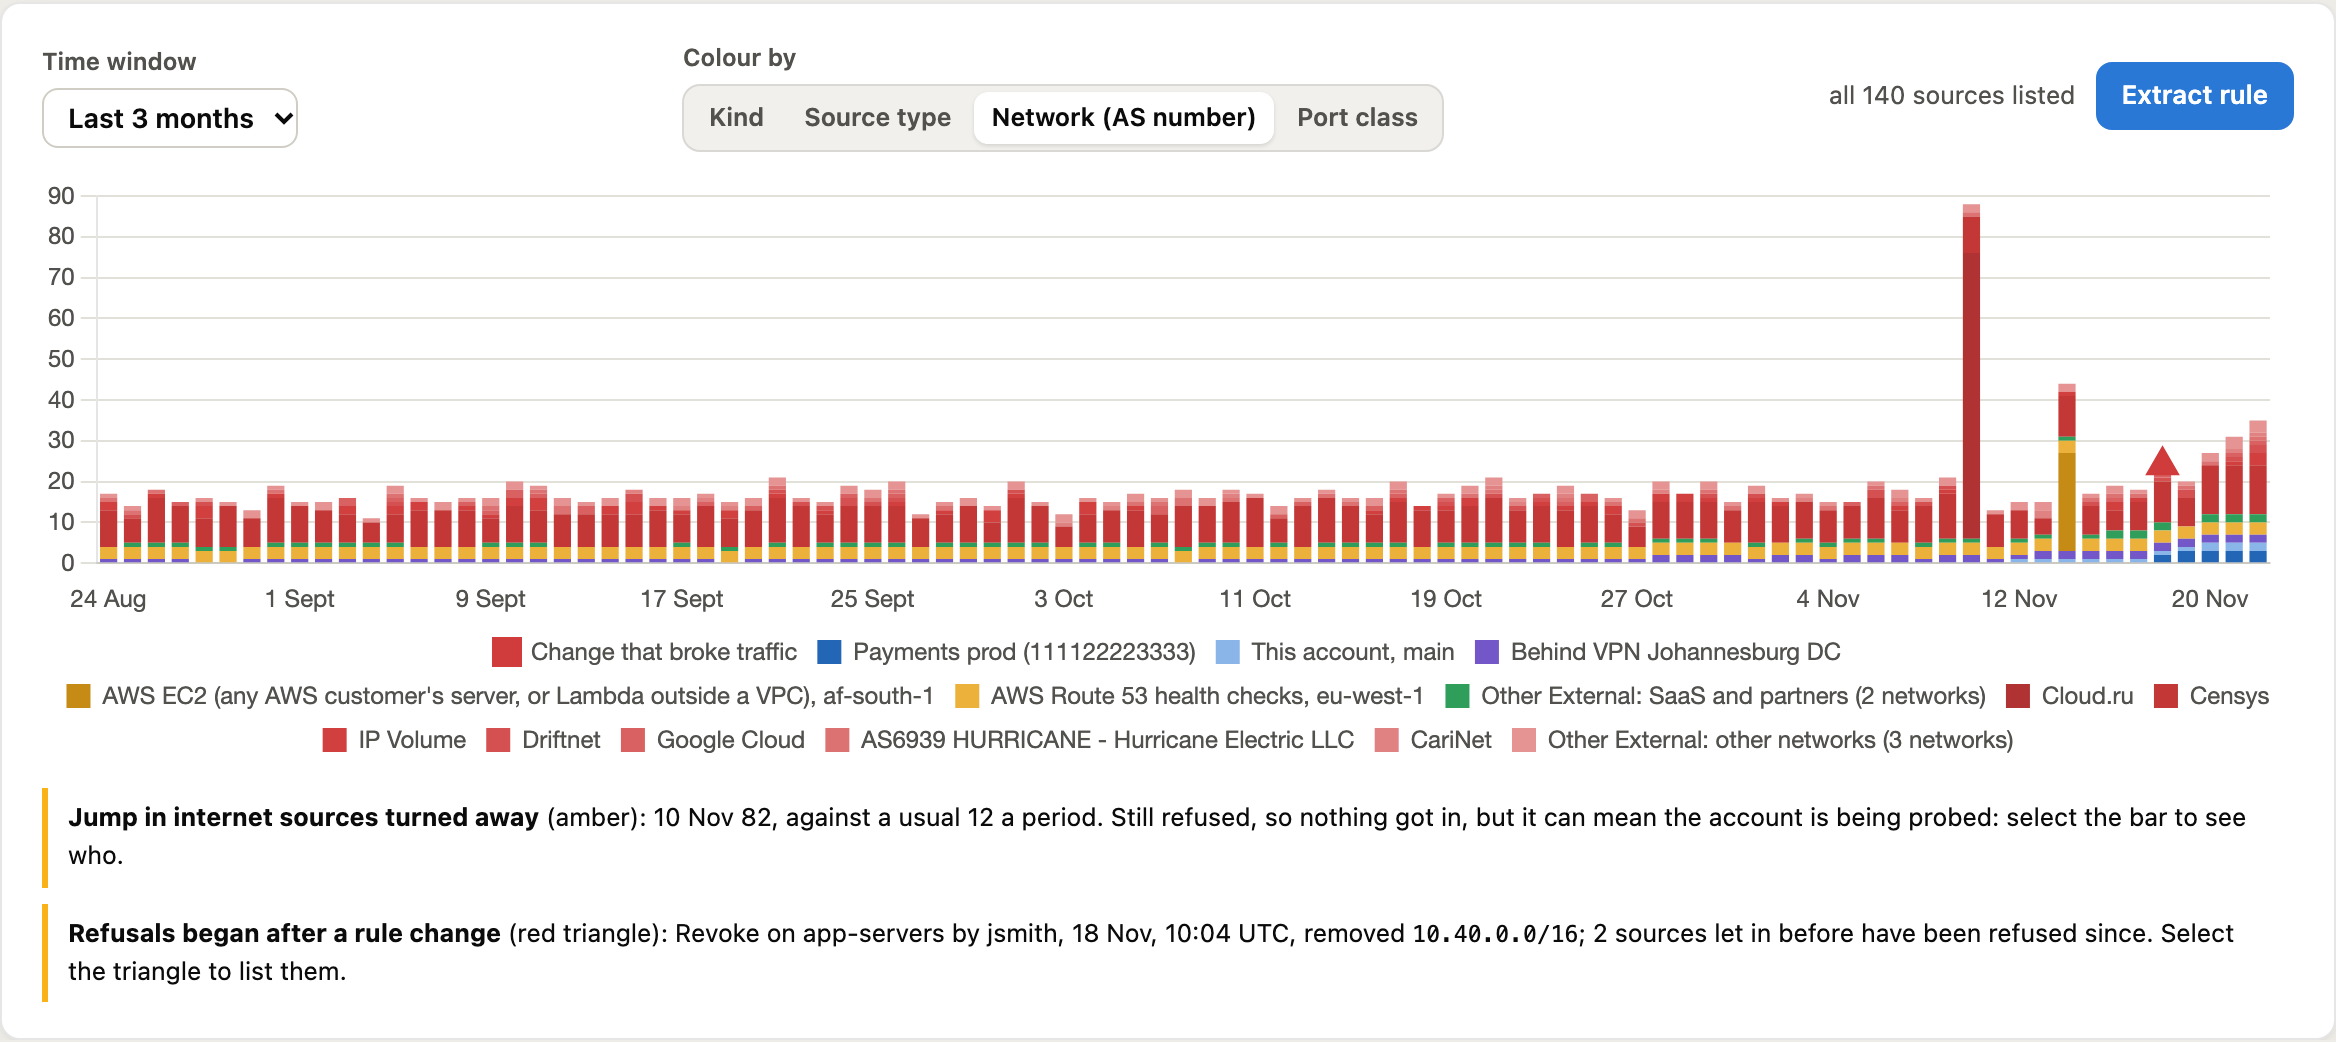 Time window
Last 3 months
Colour by
Kind
Source type
Network (AS number)
Port class
all 140 sources listed
Extract rule
90
80
70
60
50
40
30
20
10
0
24 Aug
1 Sept
9 Sept
17 Sept
25 Sept
3 Oct
11 Oct
19 Oct
27 Oct
4 Nov
12 Nov
20 Nov
Change that broke traffic
Payments prod (111122223333)
This account, main
Behind VPN Johannesburg DC
AWS EC2 (any AWS customer's server, or Lambda outside a VPC), af-south-1
AWS Route 53 health checks, eu-west-1
Other External: SaaS and partners (2 networks)
Cloud.ru
Censys
IP Volume
Driftnet
Google Cloud
AS6939 HURRICANE - Hurricane Electric LLC
CariNet
Other External: other networks (3 networks)
Jump in internet sources turned away (amber): 10 Nov 82, against a usual 12 a period. Still refused, so nothing got in, but it can mean the account is being probed: select the bar to see
who.
Refusals began after a rule change (red triangle): Revoke on app-servers by jsmith, 18 Nov, 10:04 UTC, removed 10.40.0.0/16; 2 sources let in before have been refused since. Select
the triangle to list them.